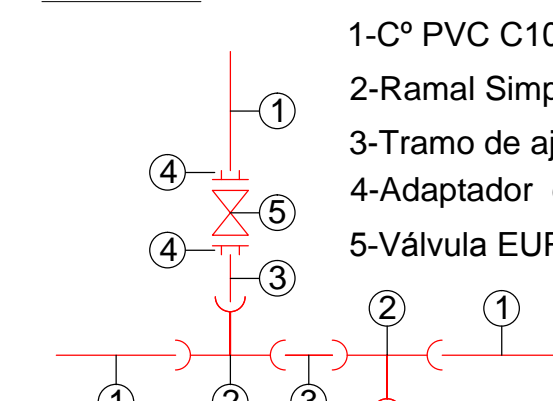 1-Cº PVC C10
1
2-Ramal Simp
3-Tramo de aj
4
4-Adaptador
5
5-Válvula EUR
4
3
2
1
1
2
3